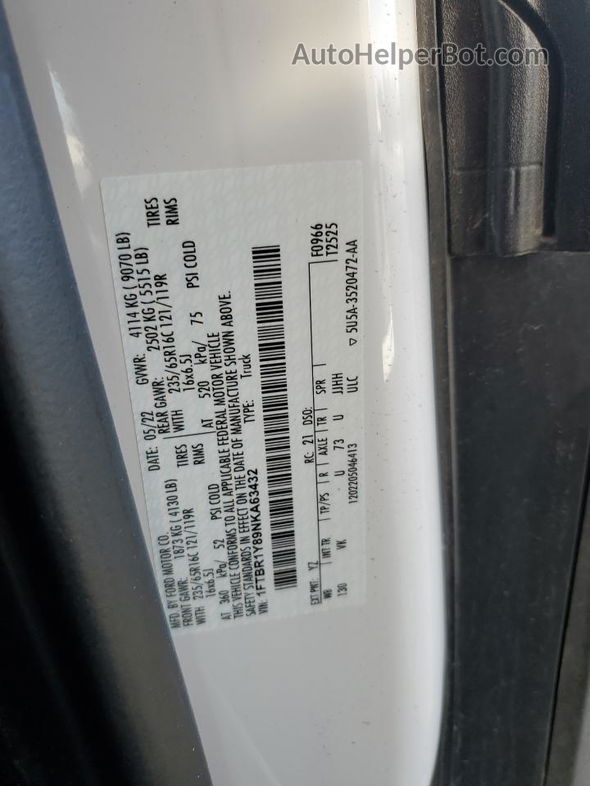 AutoHelperBot.com
MFD. BY FORD MOTOR CO.
DATE: 05/22 GVWR: 4114 KG ( 9070 LB)
FRONT GAWR: 1873 KG ( 4130 LB) REAR GAWR: 2502 KG ( 5515 LB)
WITH 235/65R16C 121/119R TIRES WITH 235/65R16C 121/119R TIRES
16x6.5J RIMS 16x6.5J RIMS
AT 360 kPa/ 52 PSI COLD AT 520 kPa/ 75 PSI COLD
THIS VEHICLE CONFORMS TO ALL APPLICABLE FEDERAL MOTOR VEHICLE
SAFETY STANDARDS IN EFFECT ON THE DATE OF MANUFACTURE SHOWN ABOVE.
VIN: 1FTBR1Y89NKA63432 TYPE: Truck
F0966
T2525
EXT PNT: YZ RC: 21 DSO:
WB INT TR. TP/PS R AXLE TR SPR
130 VK U 73 U JJHH
1202205046413 ULC ▽ 5U5A-3520472-AA